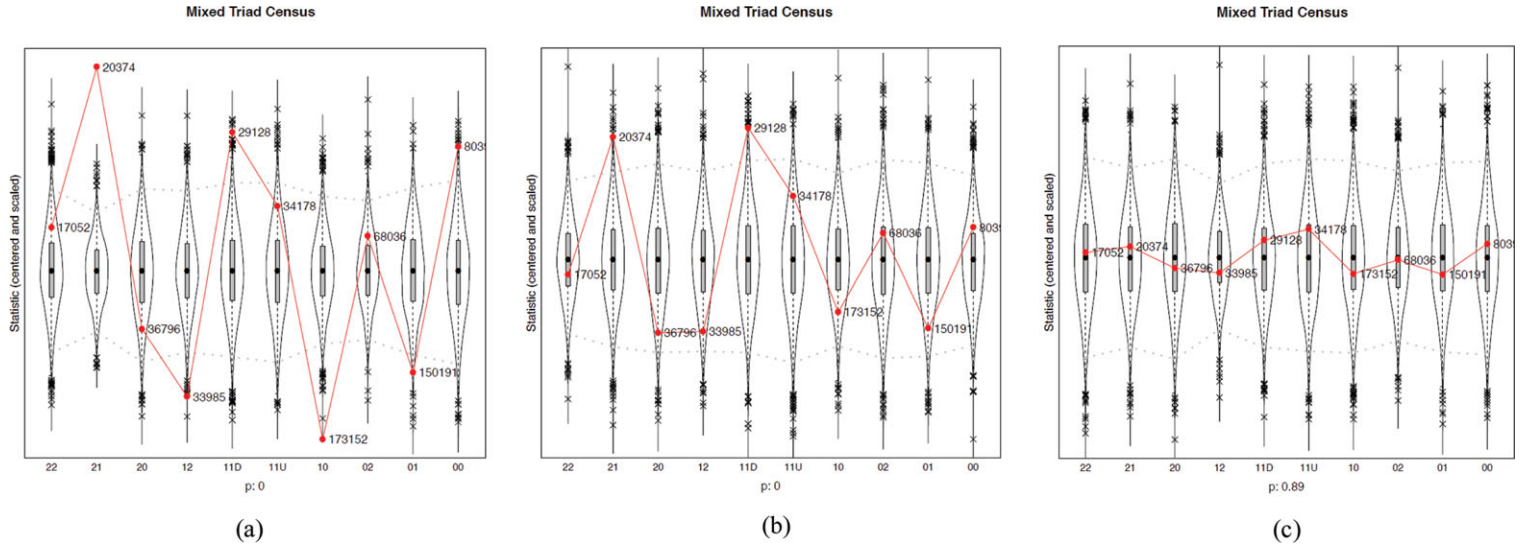 Mixed Triad Census
Statistic (centered and scaled)
20374
17052
36796
33985
29128
34178
173152
68036
150191
8039
22 21 20 12 11D 11U 10 02 01 00
p: 0
(a)
Mixed Triad Census
Statistic (centered and scaled)
17052
20374
36796
33985
29128
34178
173152
68036
150191
8039
22 21 20 12 11D 11U 10 02 01 00
p: 0
(b)
Mixed Triad Census
Statistic (centered and scaled)
17052
20374
36796
33985
29128
34178
173152
68036
150191
8039
22 21 20 12 11D 11U 10 02 01 00
p: 0.89
(c)